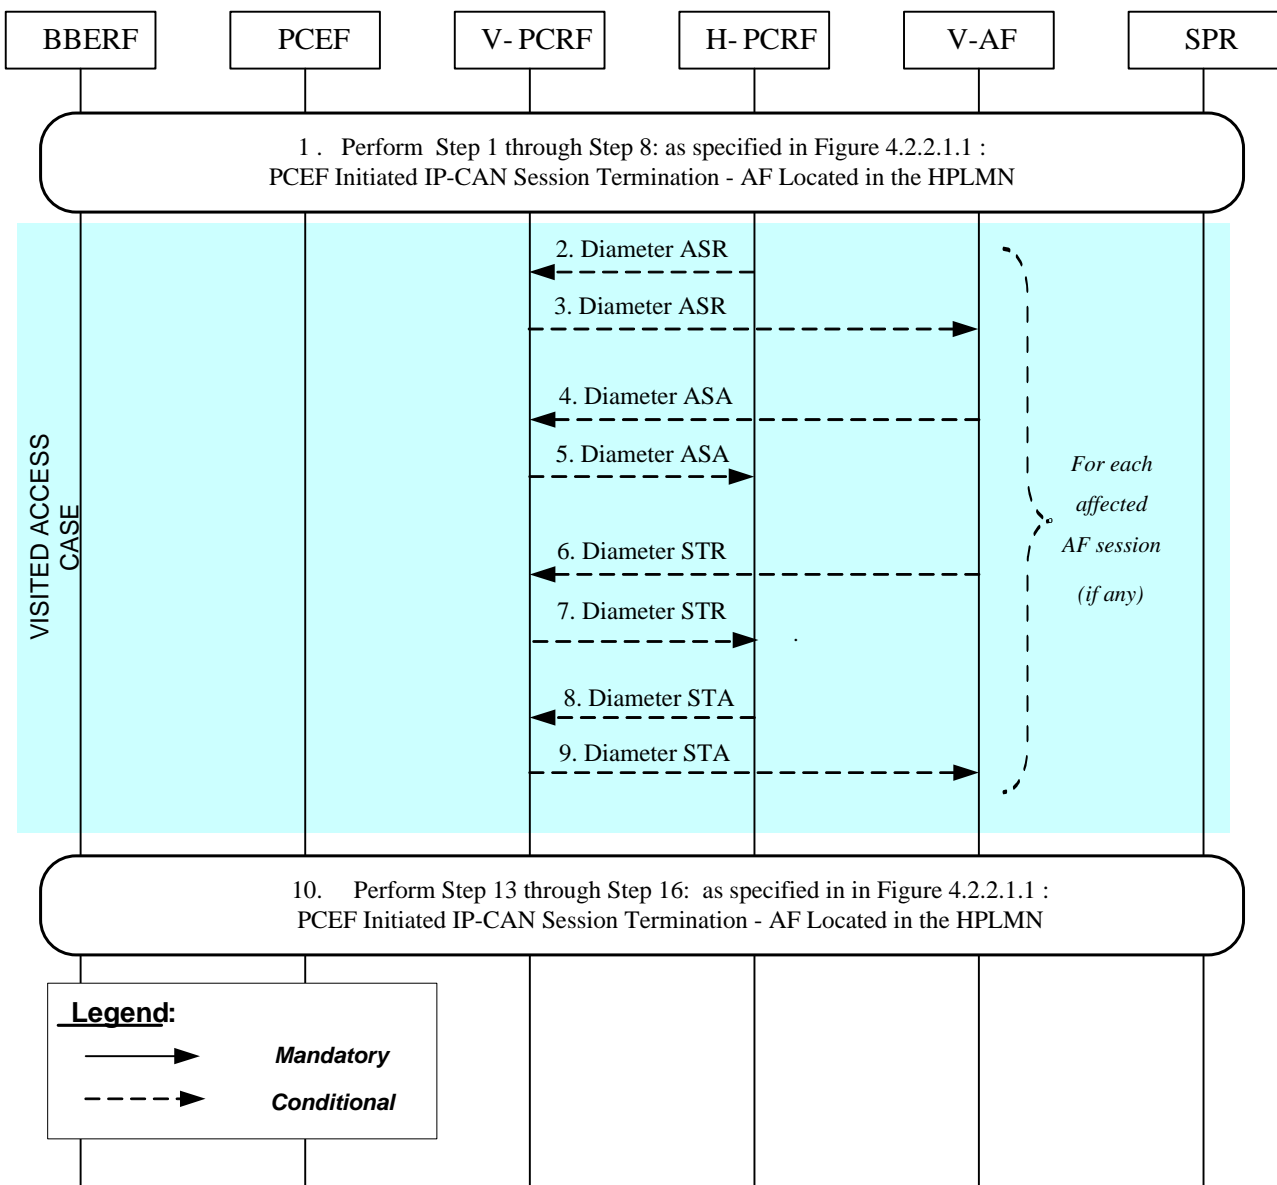 BBERF
PCEF
V- PCRF
H- PCRF
V-AF
SPR
1 . Perform Step 1 through Step 8: as specified in Figure 4.2.2.1.1 :
PCEF Initiated IP-CAN Session Termination - AF Located in the HPLMN
2. Diameter ASR
3. Diameter ASR
4. Diameter ASA
5. Diameter ASA
6. Diameter STR
7. Diameter STR
8. Diameter STA
9. Diameter STA
For each
affected
AF session
(if any)
VISITED ACCESS
CASE
10. Perform Step 13 through Step 16: as specified in in Figure 4.2.2.1.1 :
PCEF Initiated IP-CAN Session Termination - AF Located in the HPLMN
Legend:
Mandatory
Conditional